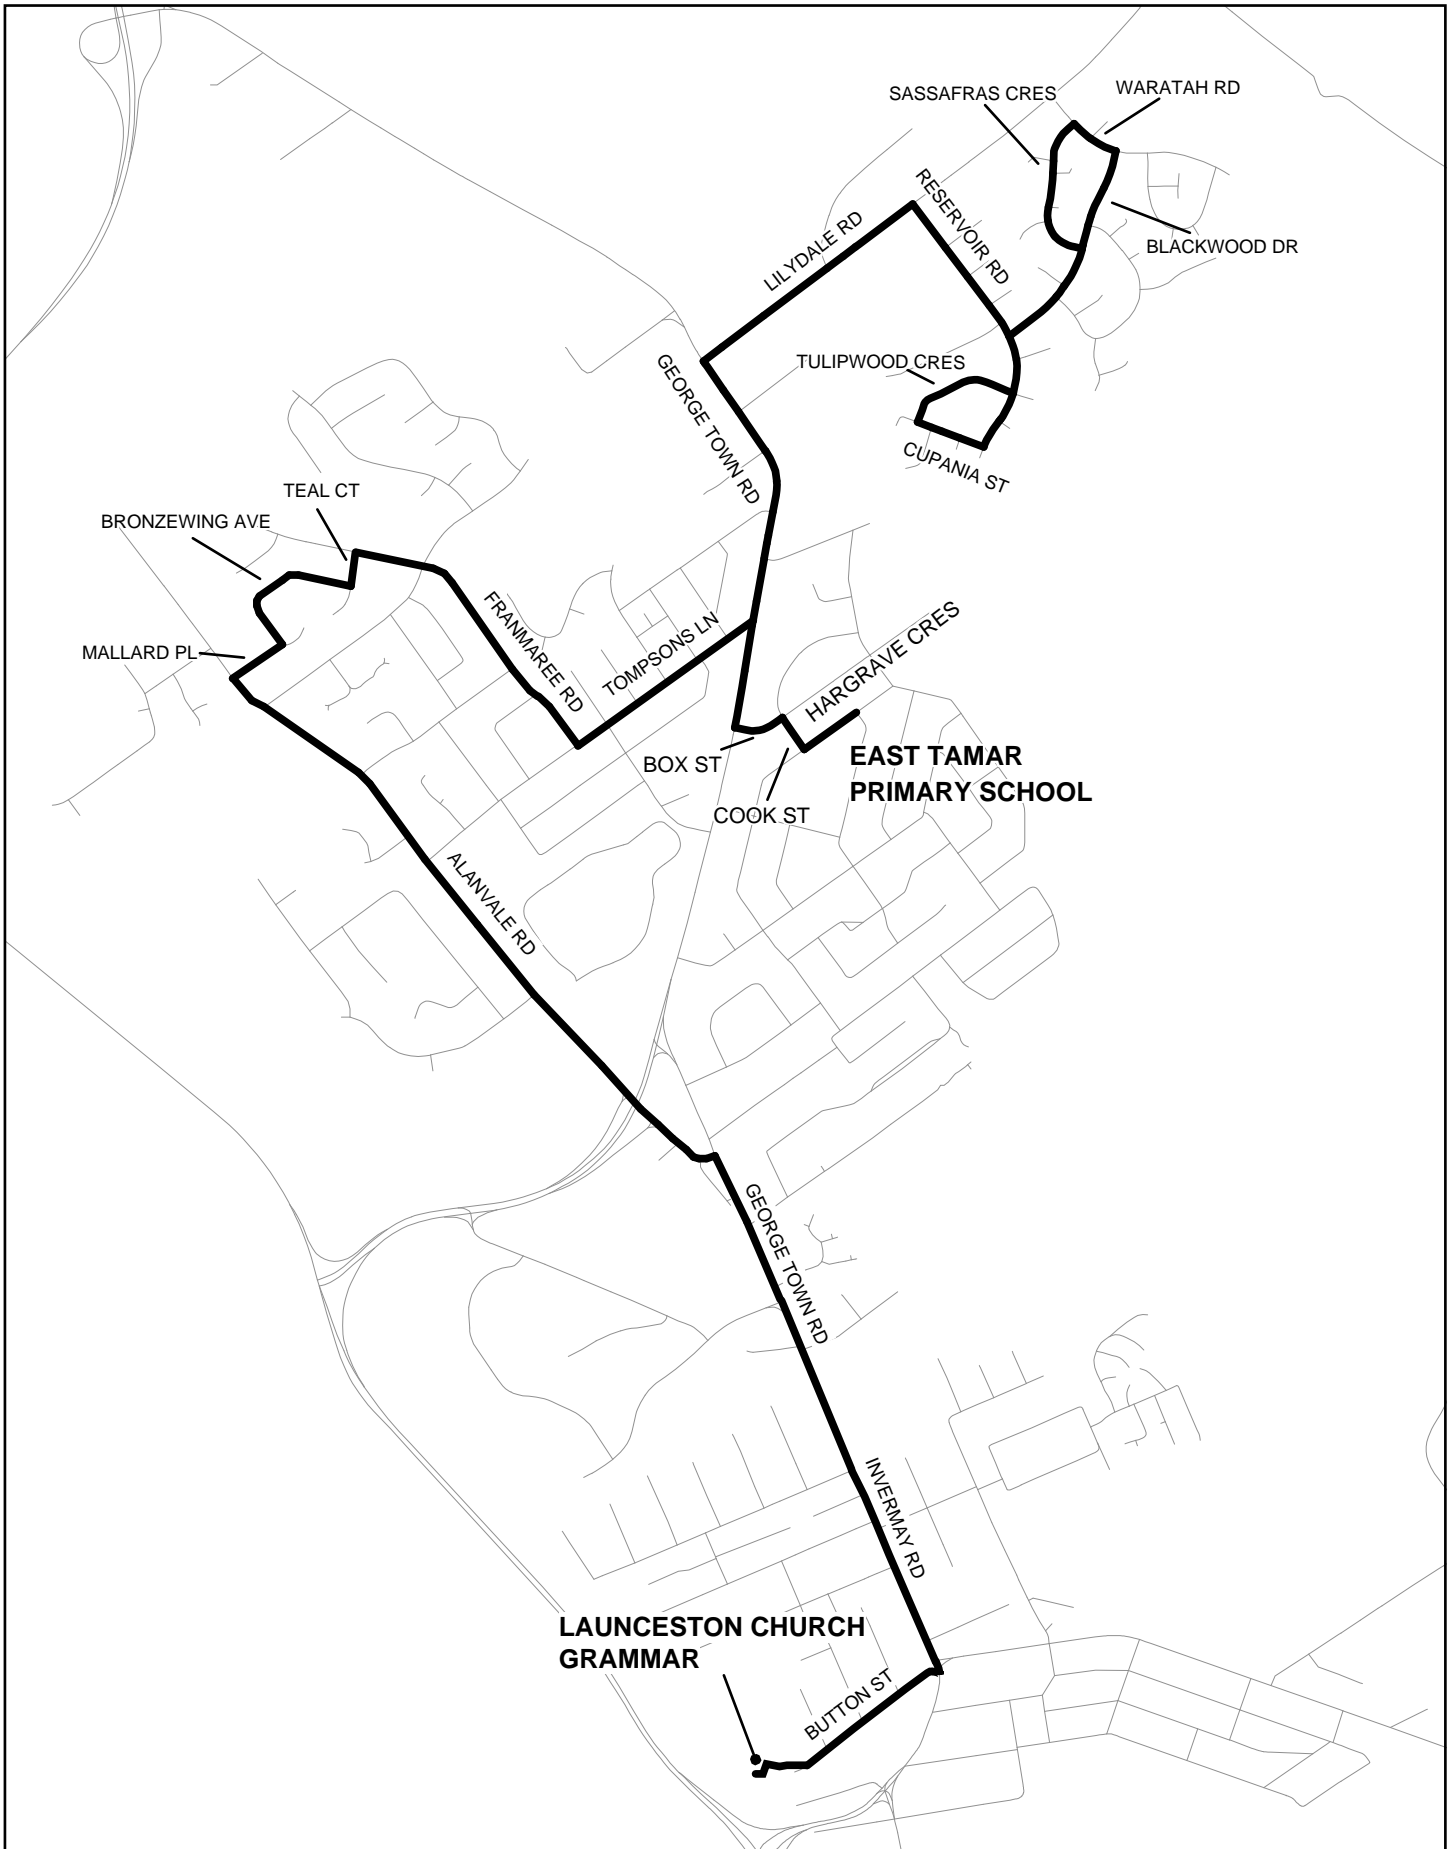 SASSAFRAS CRES
WARATAH RD
RESERVOIR RD
LILYDALE RD
BLACKWOOD DR
TULIPWOOD CRES
GEORGE TOWN RD
CUPANIA ST
TEAL CT
BRONZEWING AVE
FRANMAREE RD
TOMPSONS LN
HARGRAVE CRES
MALLARD PL
BOX ST
EAST TAMAR
PRIMARY SCHOOL
COOK ST
ALANVALE RD
GEORGE TOWN RD
INVERMAY RD
LAUNCESTON CHURCH
GRAMMAR
BUTTON ST